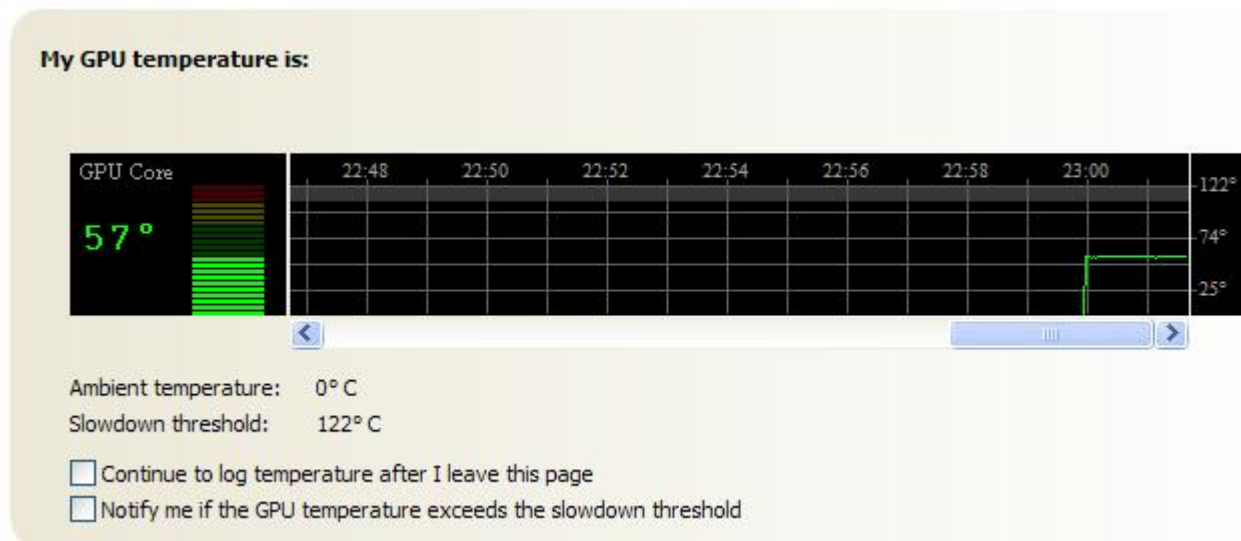 My GPU temperature is:
GPU Core
57°
22:48 22:50 22:52 22:54 22:56 22:58 23:00
122°
74°
25°
Ambient temperature: 0° C
Slowdown threshold: 122° C
Continue to log temperature after I leave this page
Notify me if the GPU temperature exceeds the slowdown threshold